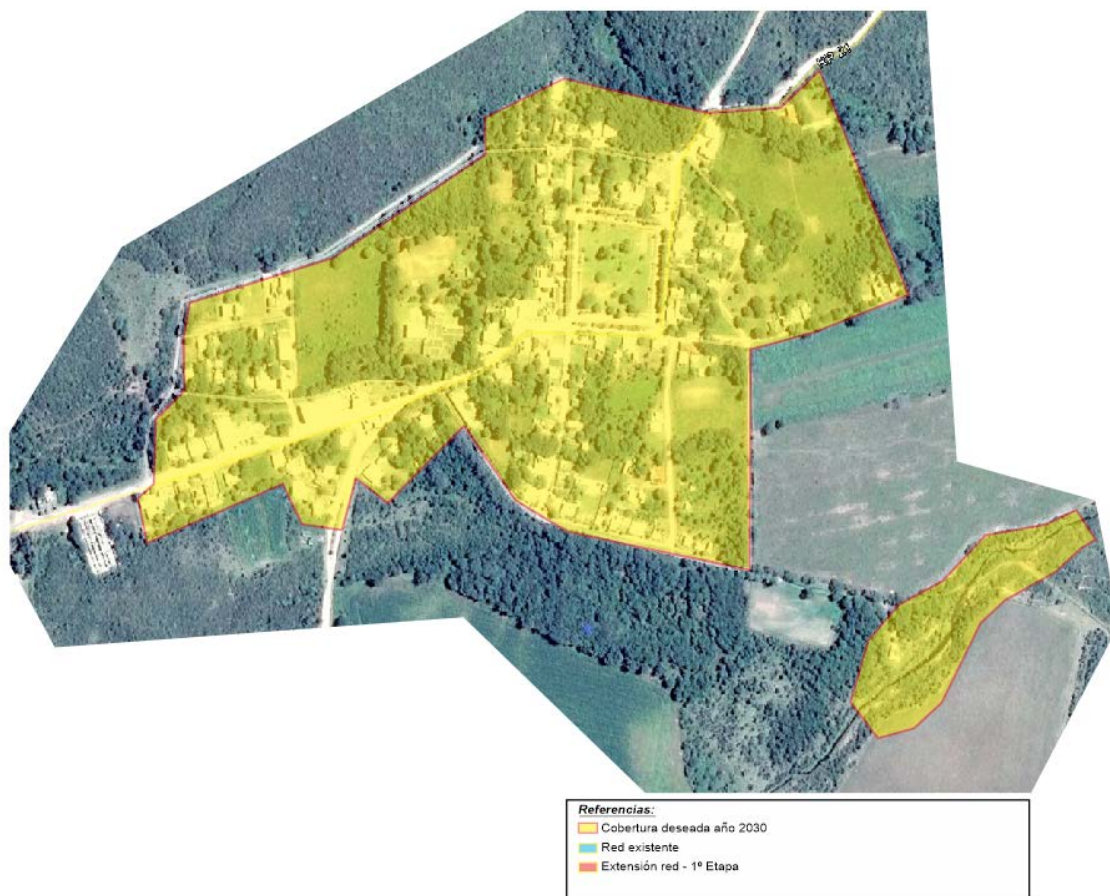 Referencias:
Cobertura deseada año 2030
Red existente
Extensión red - 1º Etapa